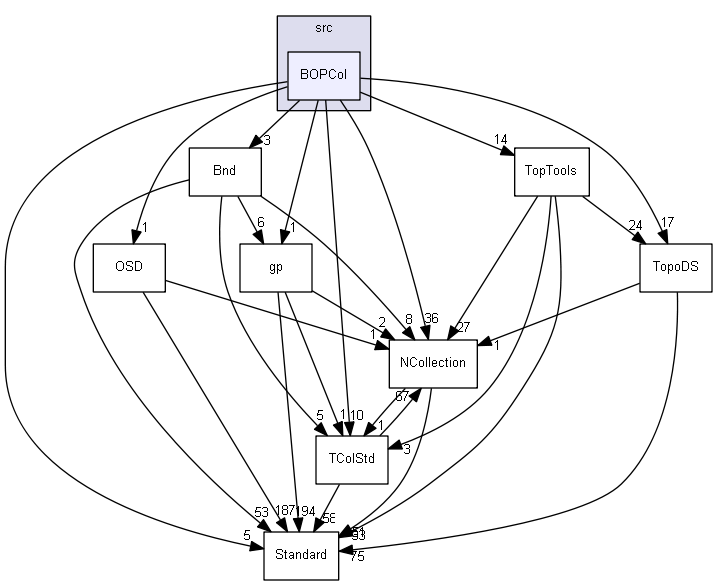 src
BOPCol
3
14
Bnd
TopTools
1
6
1
24
17
OSD
gp
TopoDS
2
8
36
27
1
1
NCollection
67
5
1
10
1
3
TColStd
53
187
194
5
75
Standard